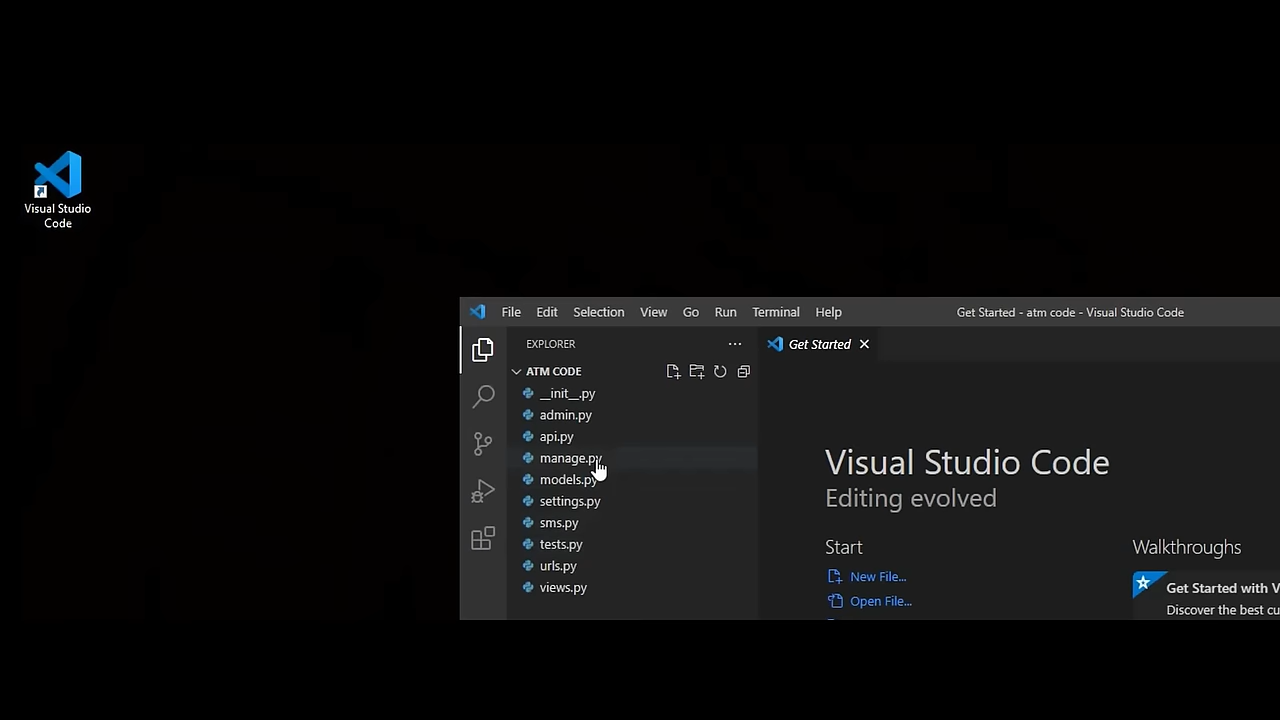 Visual Studio
Code
File Edit Selection View Go Run Terminal Help Get Started - atm code - Visual Studio Code
EXPLORER
Get Started
ATM CODE
__init__.py
admin.py
api.py
manage.py
models.py
settings.py
sms.py
tests.py
urls.py
views.py
Visual Studio Code
Editing evolved
Start
New File...
Open File...
Walkthroughs
Get Started with V
Discover the best cu